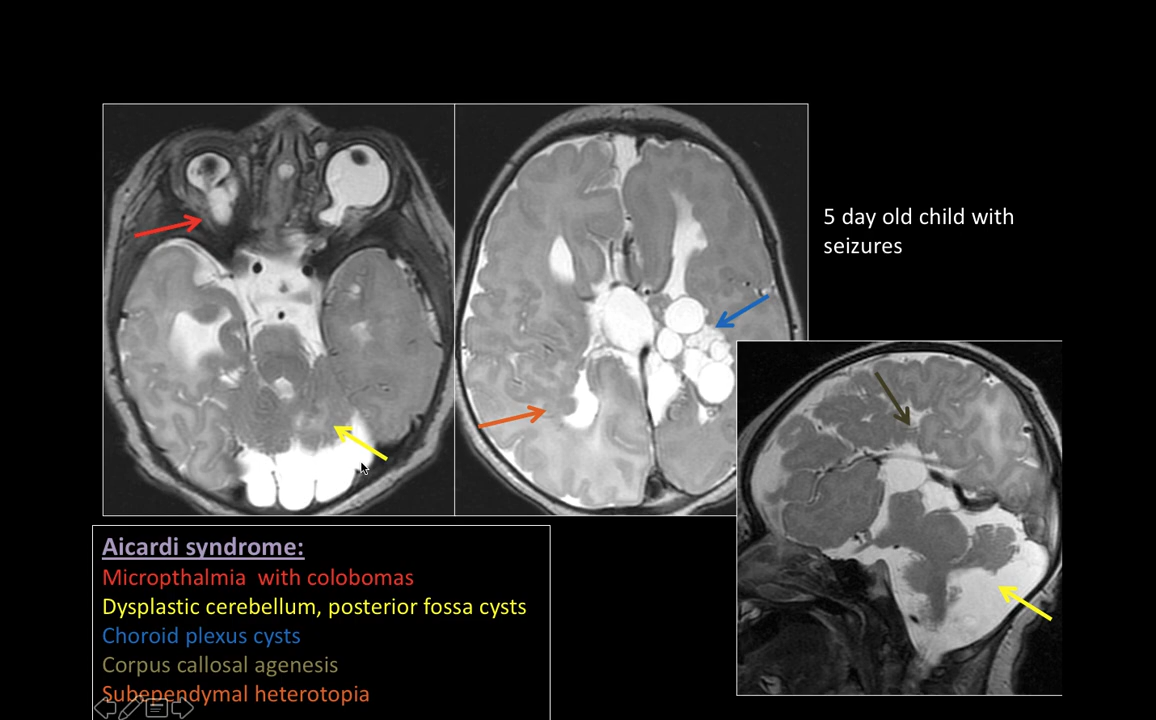 5 day old child with
seizures
Aicardi syndrome:
Micropthalmia with colobomas
Dysplastic cerebellum, posterior fossa cysts
Choroid plexus cysts
Corpus callosal agenesis
Subependymal heterotopia